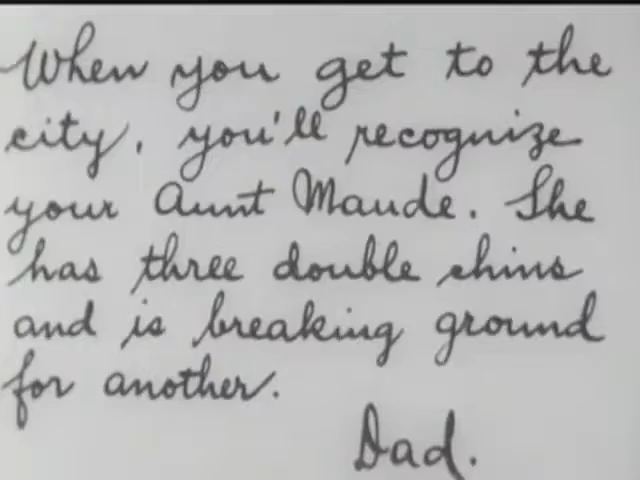 When you get to the
city, you'll recognize
your Aunt Maude. She
has three double chins
and is breaking ground
for another.
Dad.